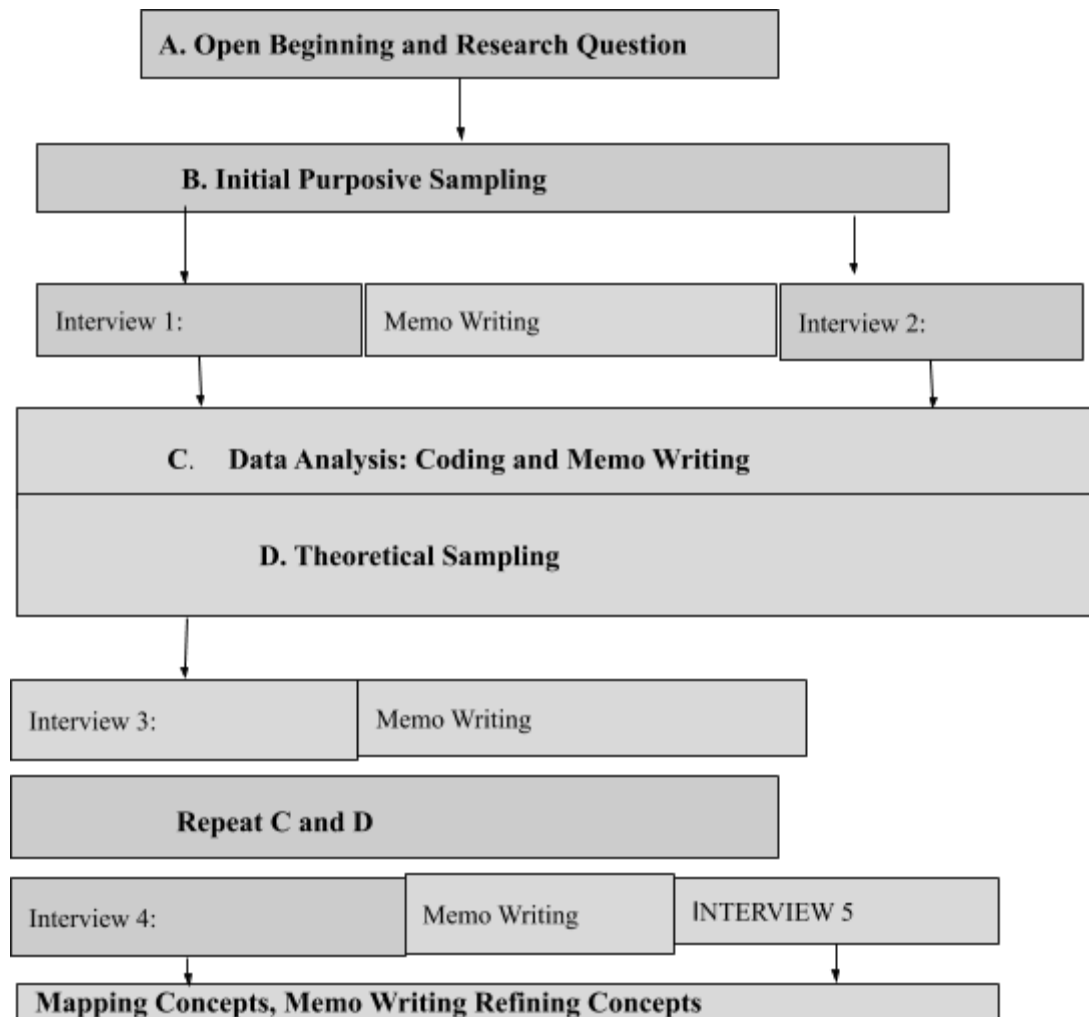 A. Open Beginning and Research Question
B. Initial Purposive Sampling
Interview 1:
Memo Writing
Interview 2:
C. Data Analysis: Coding and Memo Writing
D. Theoretical Sampling
Interview 3:
Memo Writing
Repeat C and D
Interview 4:
Memo Writing
INTERVIEW 5
Mapping Concepts, Memo Writing Refining Concepts